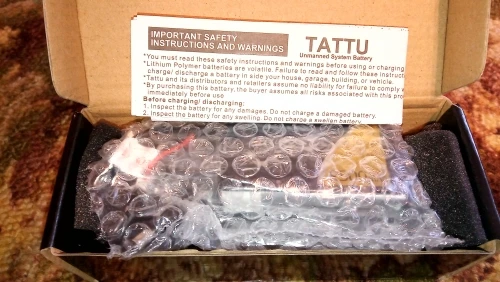 IMPORTANT SAFETY
INSTRUCTIONS AND WARNINGS
TATTU
Unmanned System Battery
*You must read these safety instructions and warnings before using or charging
*Lithium Polymer batteries are volatile. Failure to read and follow these instruct
charge/ discharge a battery in side your house, garage, building, or vehicle.
*Tattu and its distributors and retailers assume no liability for failure to comply
*By purchasing this battery, the buyer assumes all risks associated with this pro
immediately before use
Before charging/ discharging:
1. Inspect the battery for any damages. Do not charge a damaged battery.
2. Inspect the battery for any swelling. Do not charge a swollen battery.